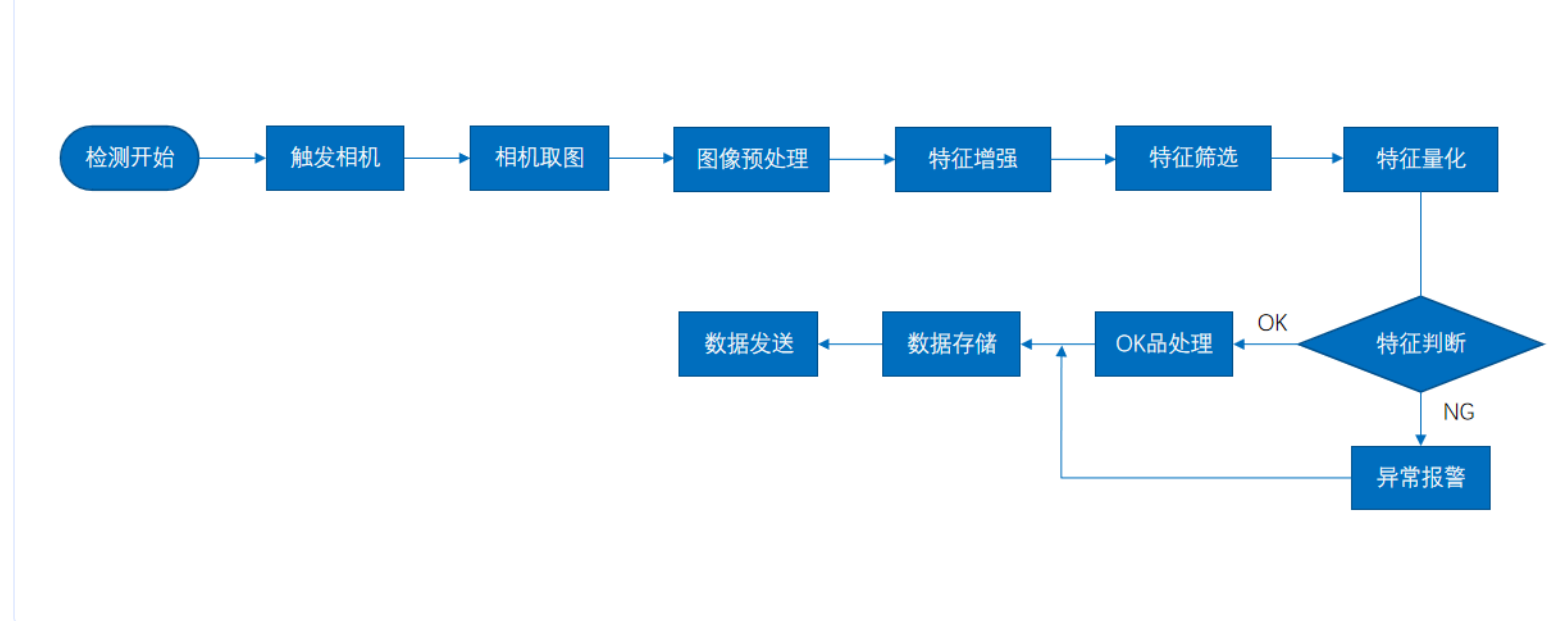 检测开始
触发相机
相机取图
图像预处理
特征增强
特征筛选
特征量化
数据发送
数据存储
OK品处理
OK
特征判断
NG
异常报警